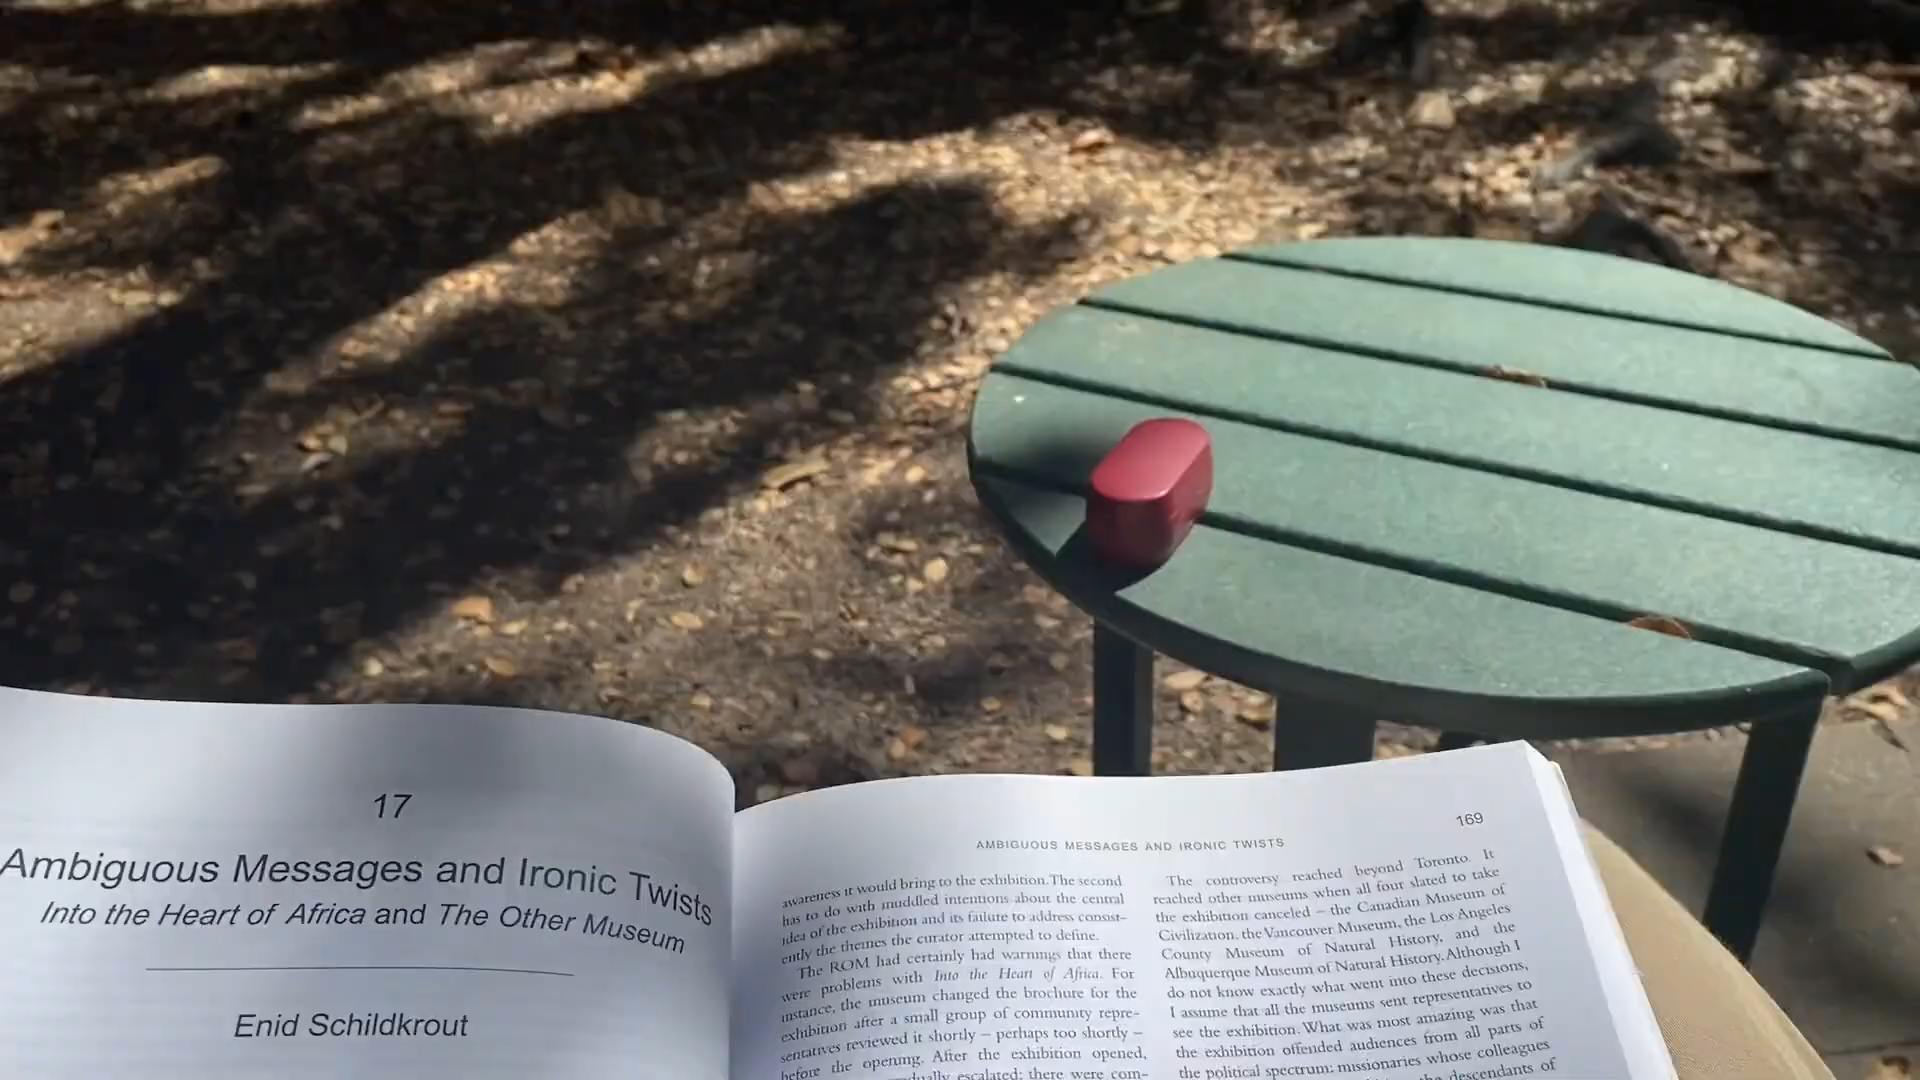 17
Ambiguous Messages and Ironic Twists
Into the Heart of Africa and The Other Museum
Enid Schildkrout
169
AMBIGUOUS MESSAGES AND IRONIC TWISTS
awareness it would bring to the exhibition. The second
has to do with muddled intentions about the central
idea of the exhibition and its failure to address consist-
ently the themes the curator attempted to define.
The ROM had certainly had warnings that there
were problems with Into the Heart of Africa. For
instance, the museum changed the brochure for the
exhibition after a small group of community repre-
sentatives reviewed it shortly – perhaps too shortly –
before the opening. After the exhibition opened,
escalated; there were com-
The controversy reached beyond Toronto. It
reached other museums when all four slated to take
the exhibition canceled – the Canadian Museum of
Civilization, the Vancouver Museum, the Los Angeles
County Museum of Natural History, and the
Albuquerque Museum of Natural History. Although I
do not know exactly what went into these decisions,
I assume that all the museums sent representatives to
see the exhibition. What was most amazing was that
the exhibition offended audiences from all parts of
the political spectrum: missionaries whose colleagues
the descendants of